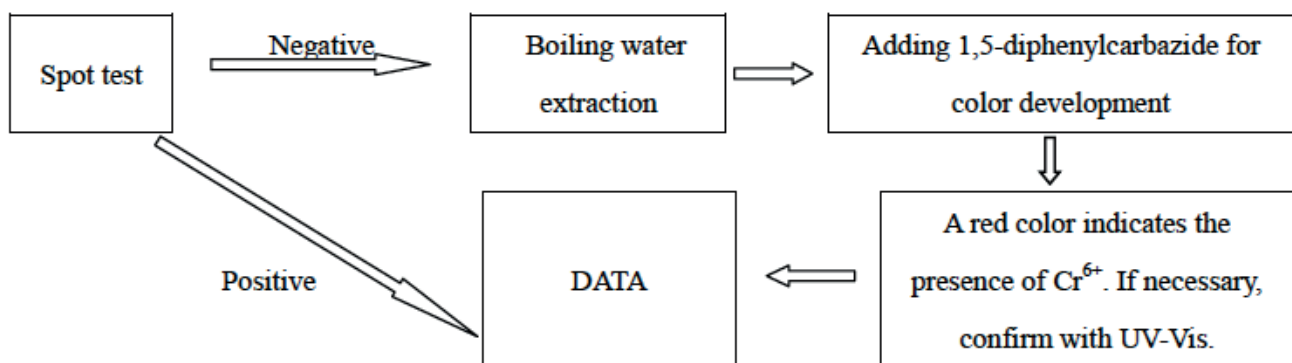 Spot test
Negative
Boiling water
extraction
Adding 1,5-diphenylcarbazide for
color development
A red color indicates the
presence of Cr⁶⁺. If necessary,
confirm with UV-Vis.
Positive
DATA